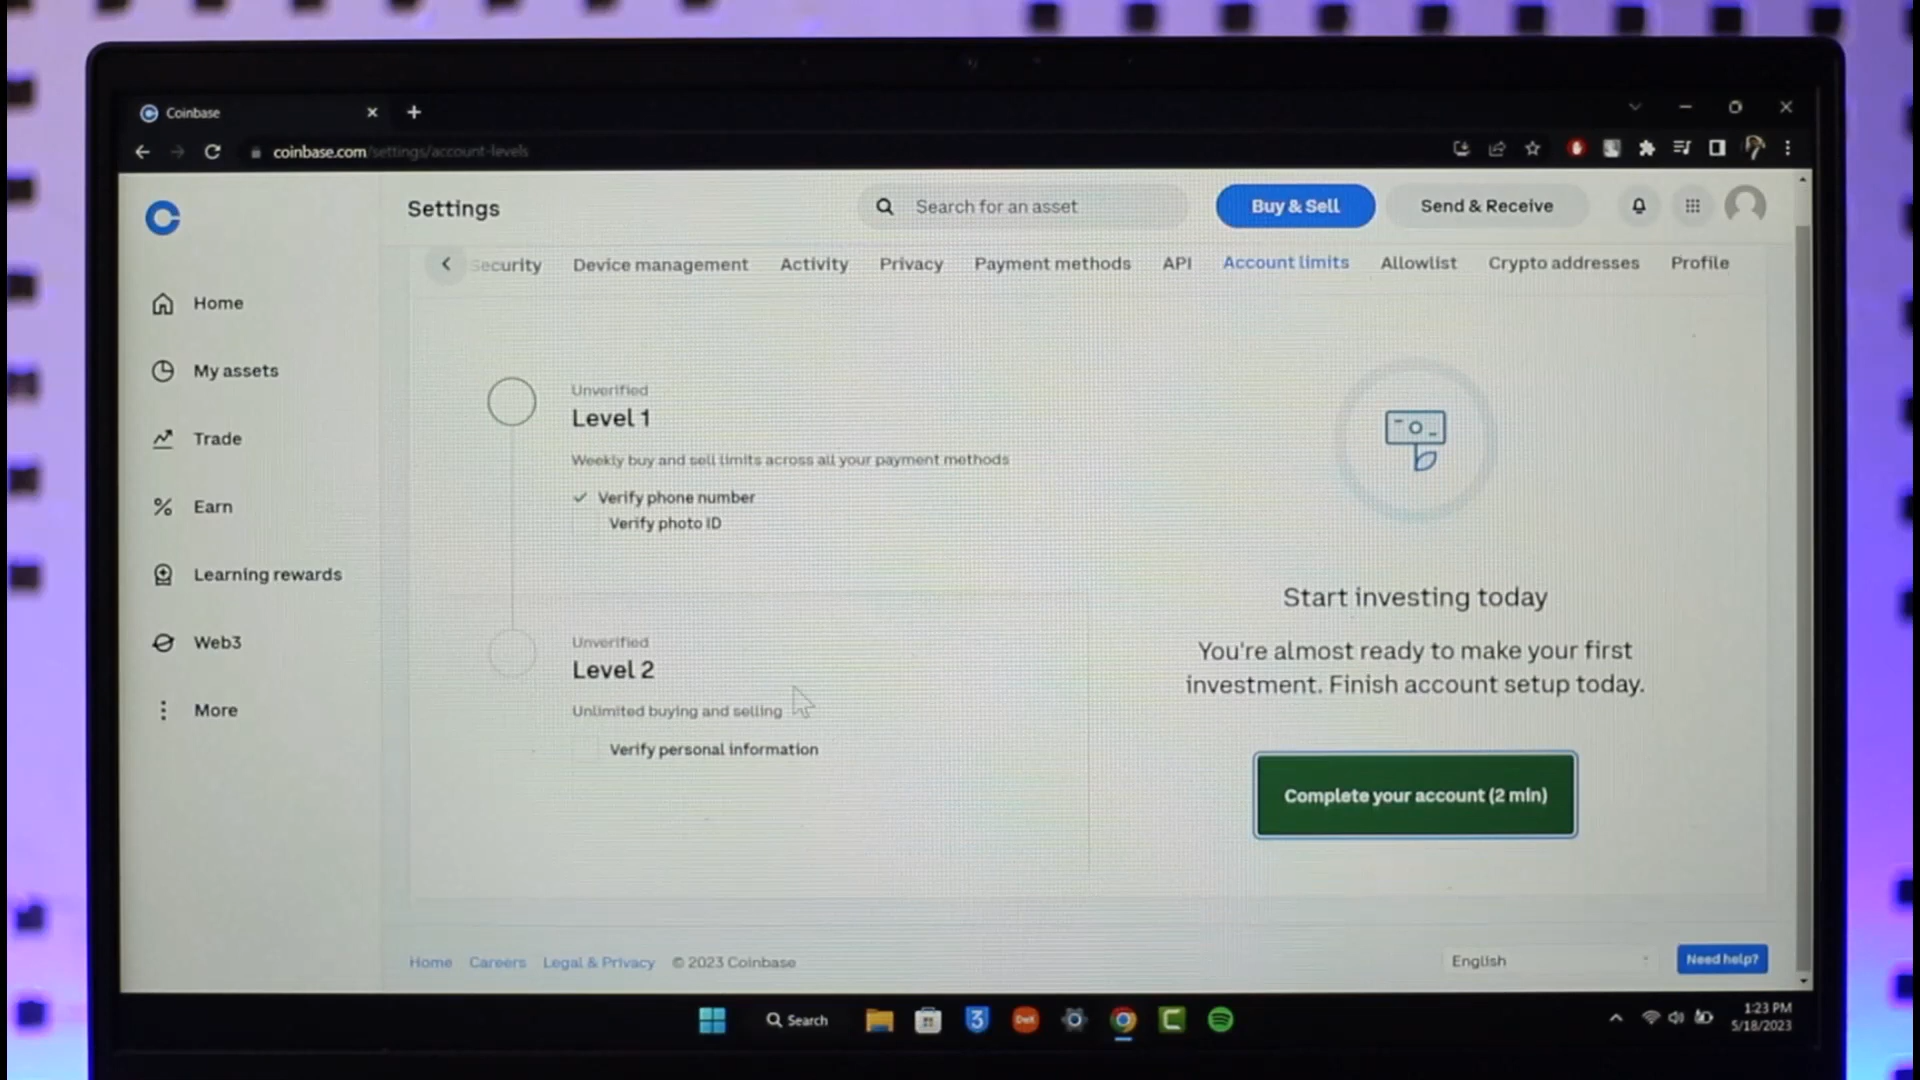 Coinbase
coinbase.com/settings/account-levels
Settings
Search for an asset
Buy & Sell
Send & Receive
Security
Device management
Activity
Privacy
Payment methods
API
Account limits
Allowlist
Crypto addresses
Profile
Home
My assets
Trade
Earn
Learning rewards
Web3
More
Unverified
Level 1
Weekly buy and sell limits across all your payment methods
Verify phone number
Verify photo ID
Unverified
Level 2
Unlimited buying and selling
Verify personal information
Start investing today
You're almost ready to make your first
investment. Finish account setup today.
Complete your account (2 min)
Home Careers Legal & Privacy © 2023 Coinbase
English
Need help?
Search
3
1:23 PM
5/18/2023